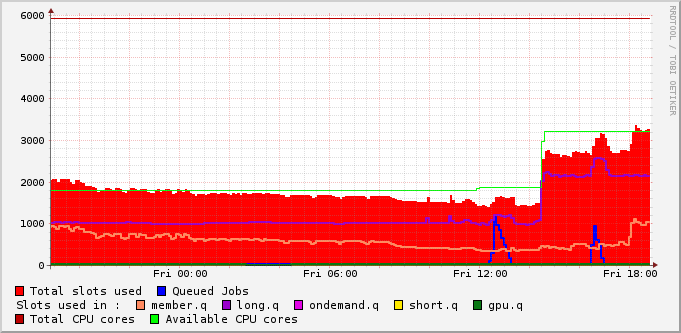 6000
5000
4000
3000
2000
1000
0
Fri 00:00 Fri 06:00 Fri 12:00 Fri 18:00
RRDTOOL / TOBI OETIKER
Total slots used Queued Jobs
Slots used in : member.q long.q ondemand.q short.q gpu.q
Total CPU cores Available CPU cores